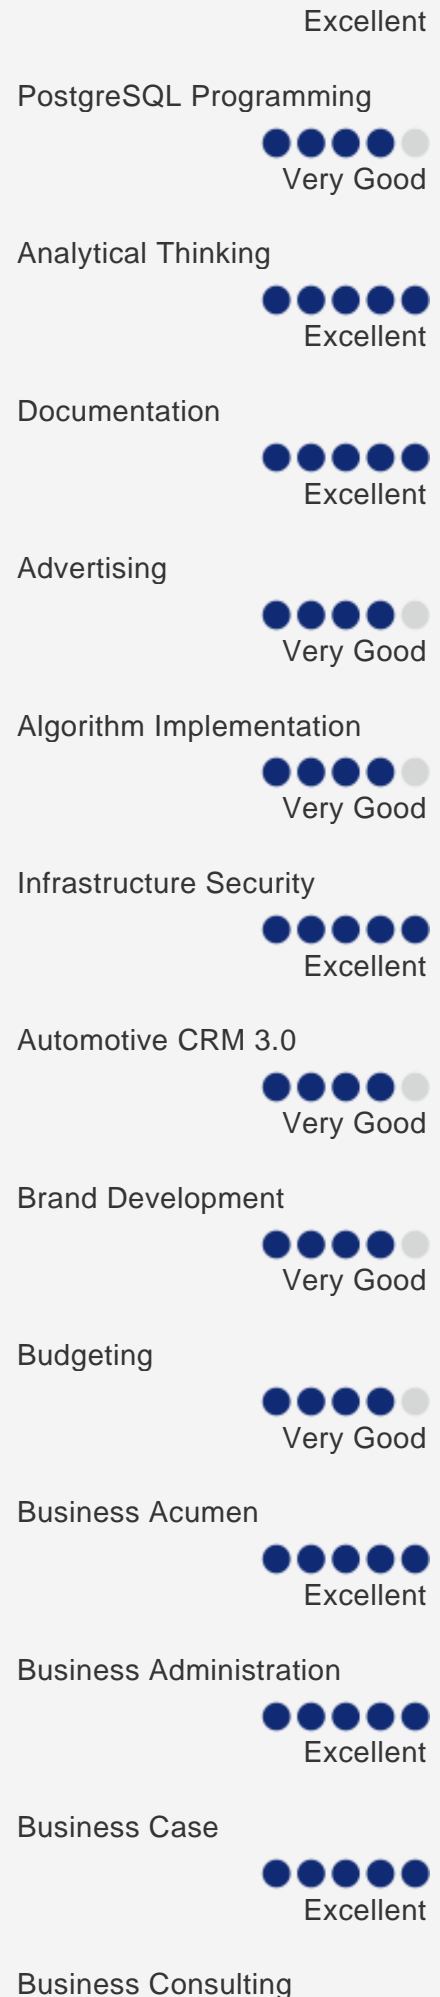 Excellent
PostgreSQL Programming
Very Good
Analytical Thinking
Excellent
Documentation
Excellent
Advertising
Very Good
Algorithm Implementation
Very Good
Infrastructure Security
Excellent
Automotive CRM 3.0
Very Good
Brand Development
Very Good
Budgeting
Very Good
Business Acumen
Excellent
Business Administration
Excellent
Business Case
Excellent
Business Consulting